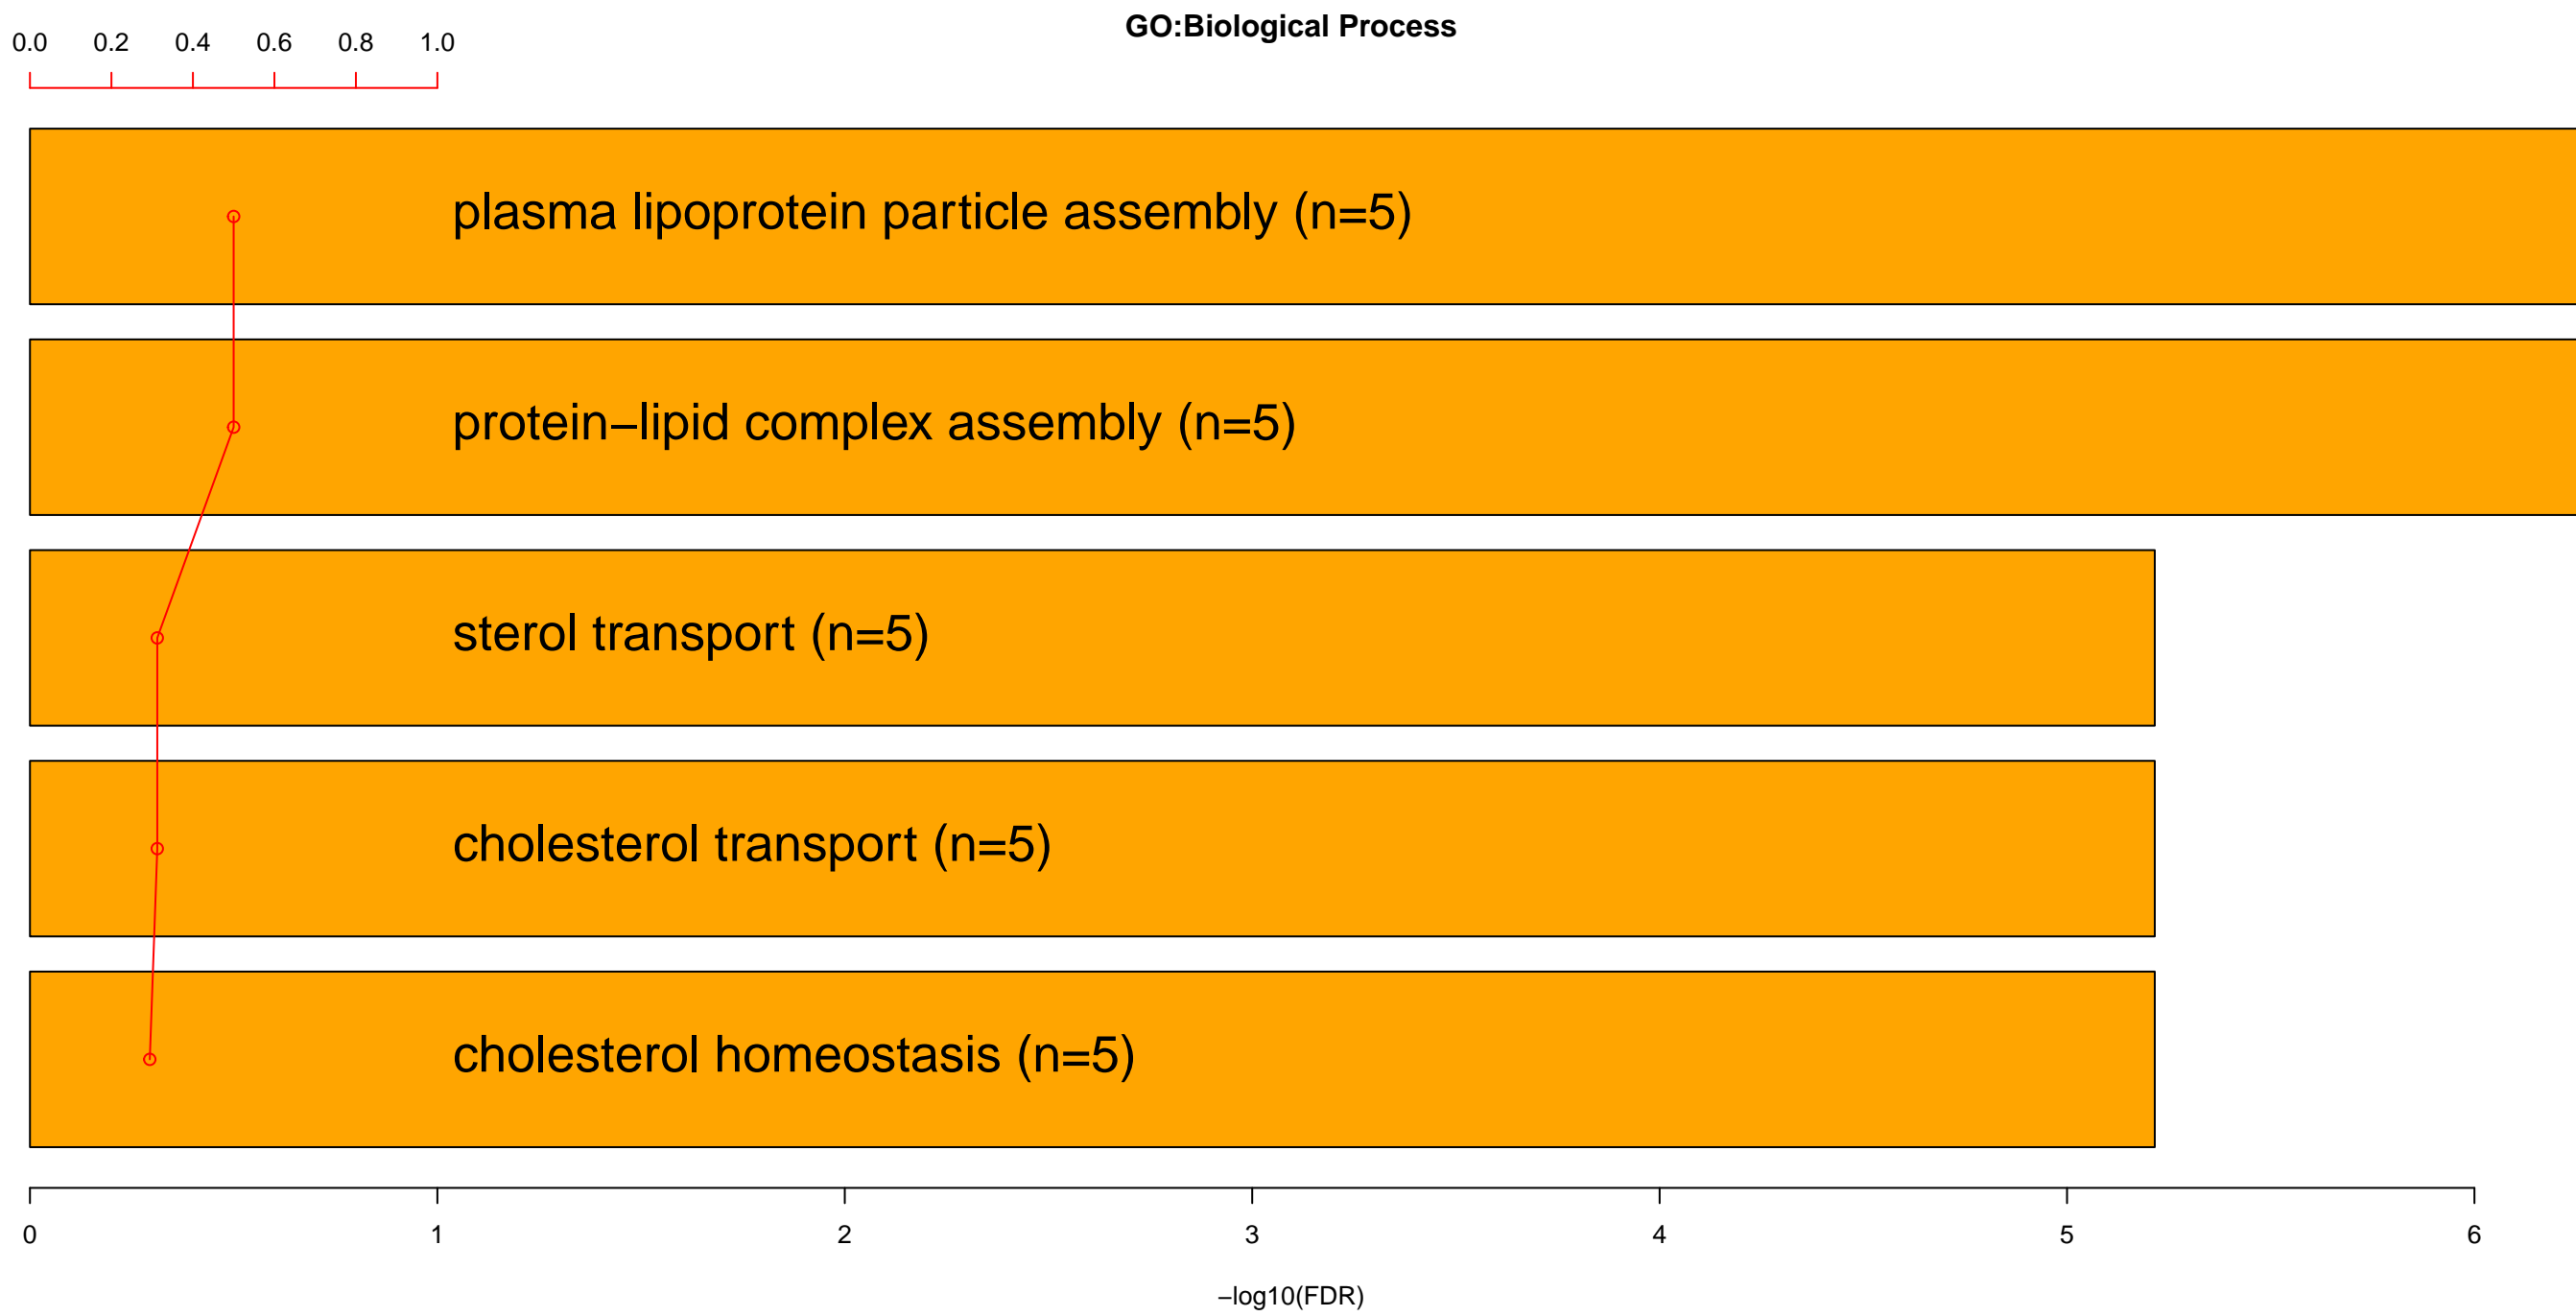 GO:Biological Process
0.0 0.2 0.4 0.6 0.8 1.0
plasma lipoprotein particle assembly (n=5)
protein−lipid complex assembly (n=5)
sterol transport (n=5)
cholesterol transport (n=5)
cholesterol homeostasis (n=5)
0 1 2 3 4 5 6
−log10(FDR)